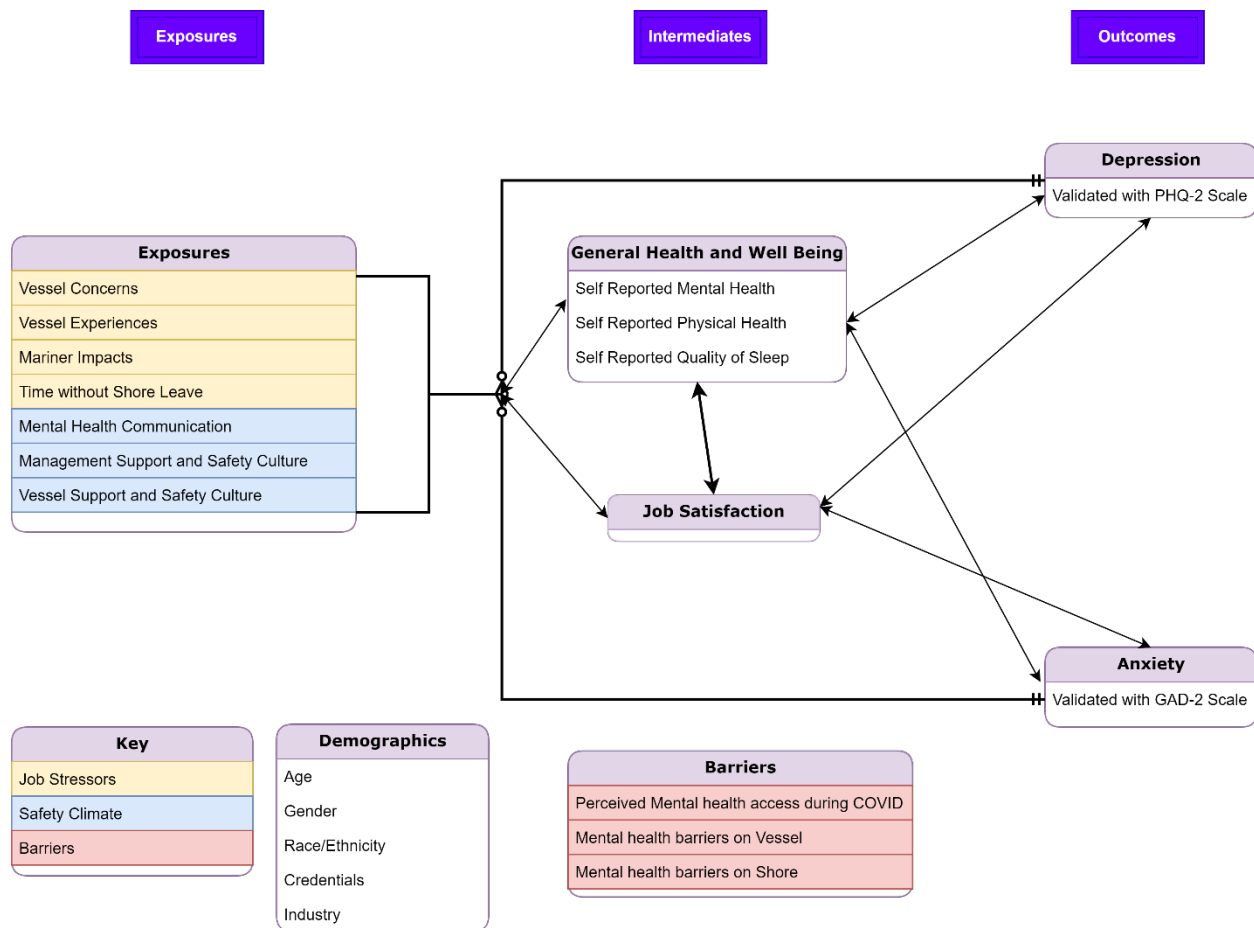 Exposures
Intermediates
Outcomes
Depression
Validated with PHQ-2 Scale
Exposures
Vessel Concerns
Vessel Experiences
Mariner Impacts
Time without Shore Leave
Mental Health Communication
Management Support and Safety Culture
Vessel Support and Safety Culture
General Health and Well Being
Self Reported Mental Health
Self Reported Physical Health
Self Reported Quality of Sleep
Job Satisfaction
Anxiety
Validated with GAD-2 Scale
Key
Job Stressors
Safety Climate
Barriers
Demographics
Age
Gender
Race/Ethnicity
Credentials
Industry
Barriers
Perceived Mental health access during COVID
Mental health barriers on Vessel
Mental health barriers on Shore